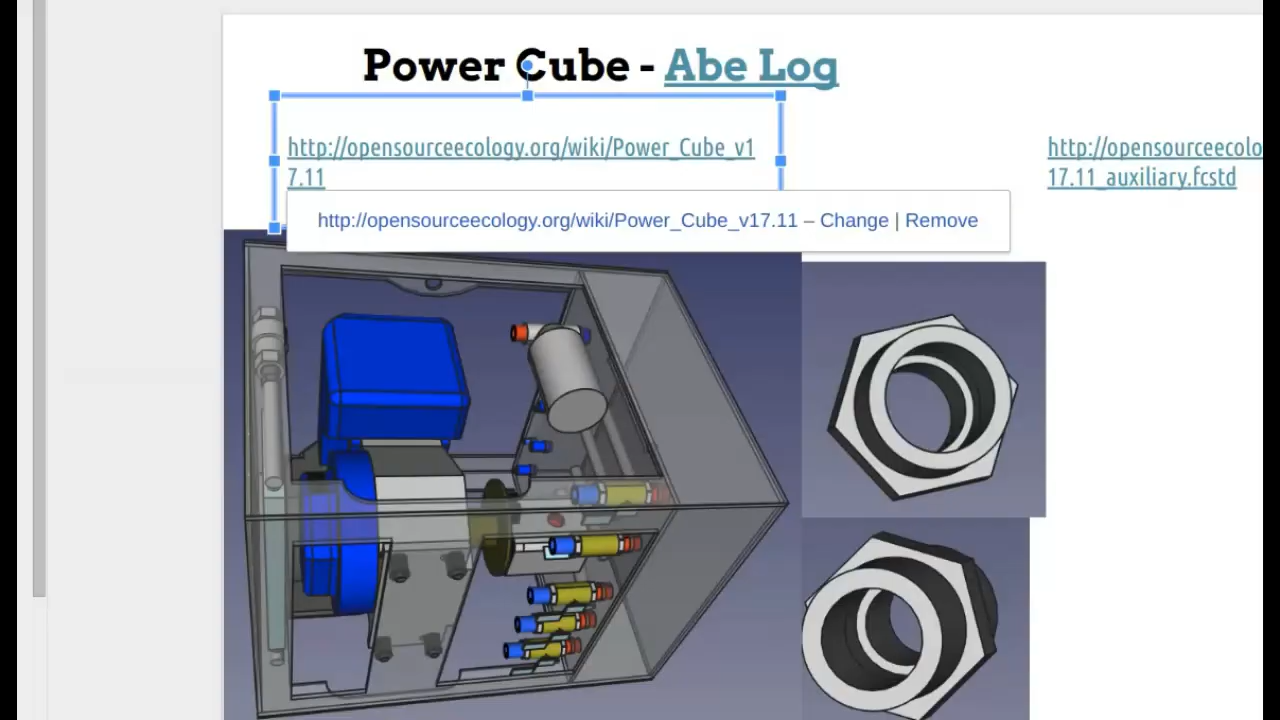 Power Cube - Abe Log
http://opensourceecology.org/wiki/Power_Cube_v1
7.11
http://opensourceecolo
17.11_auxiliary.fcstd
http://opensourceecology.org/wiki/Power_Cube_v17.11 – Change | Remove